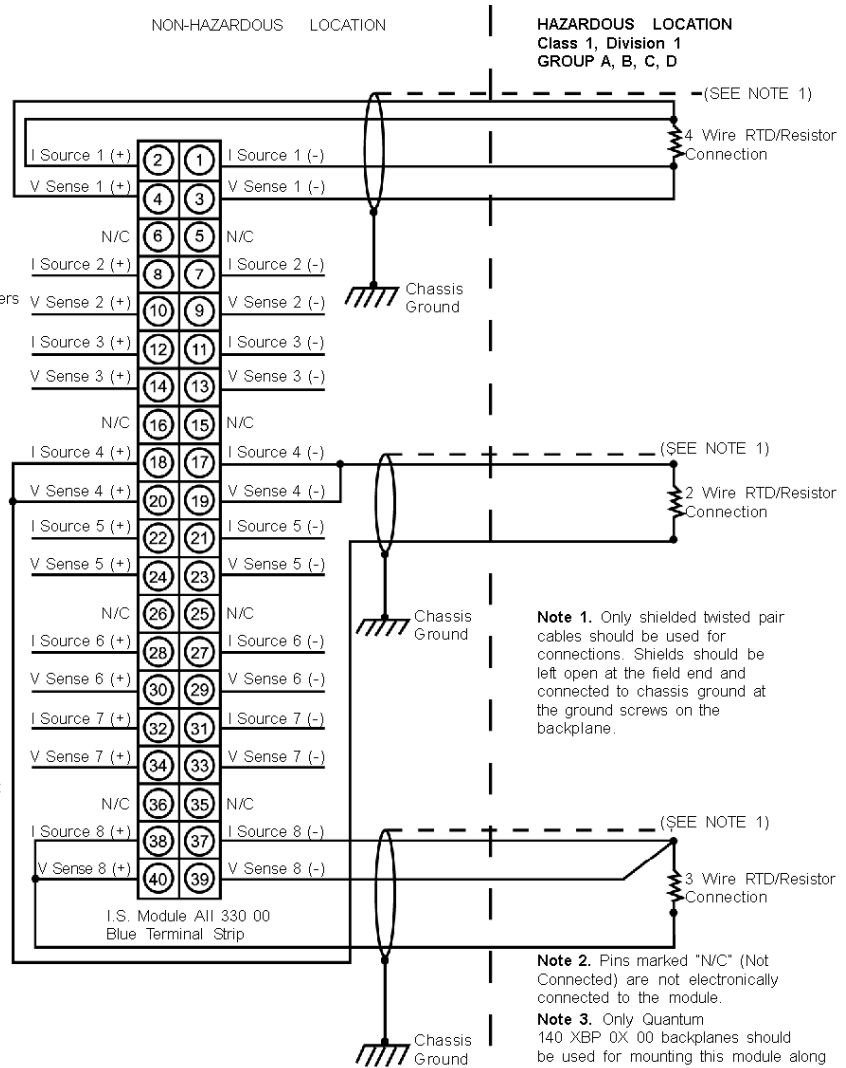 NON-HAZARDOUS LOCATION
HAZARDOUS LOCATION
Class 1, Division 1
GROUP A, B, C, D
(SEE NOTE 1)
4 Wire RTD/Resistor
Connection
I Source 1 (+) 2 1 I Source 1 (-)
V Sense 1 (+) 4 3 V Sense 1 (-)
N/C 6 5 N/C
I Source 2 (+) 8 7 I Source 2 (-)
ers V Sense 2 (+) 10 9 V Sense 2 (-)
Chassis
Ground
I Source 3 (+) 12 11 I Source 3 (-)
V Sense 3 (+) 14 13 V Sense 3 (-)
N/C 16 15 N/C
I Source 4 (+) 18 17 I Source 4 (-)
(SEE NOTE 1)
V Sense 4 (+) 20 19 V Sense 4 (-)
2 Wire RTD/Resistor
Connection
I Source 5 (+) 22 21 I Source 5 (-)
V Sense 5 (+) 24 23 V Sense 5 (-)
N/C 26 25 N/C
Chassis
Ground
I Source 6 (+) 28 27 I Source 6 (-)
V Sense 6 (+) 30 29 V Sense 6 (-)
I Source 7 (+) 32 31 I Source 7 (-)
V Sense 7 (+) 34 33 V Sense 7 (-)
Note 1. Only shielded twisted pair
cables should be used for
connections. Shields should be
left open at the field end and
connected to chassis ground at
the ground screws on the
backplane.
N/C 36 35 N/C
I Source 8 (+) 38 37 I Source 8 (-)
(SEE NOTE 1)
V Sense 8 (+) 40 39 V Sense 8 (-)
3 Wire RTD/Resistor
Connection
I.S. Module AII 330 00
Blue Terminal Strip
Note 2. Pins marked "N/C" (Not
Connected) are not electronically
connected to the module.
Note 3. Only Quantum
140 XBP 0X 00 backplanes should
be used for mounting this module along
Chassis
Ground